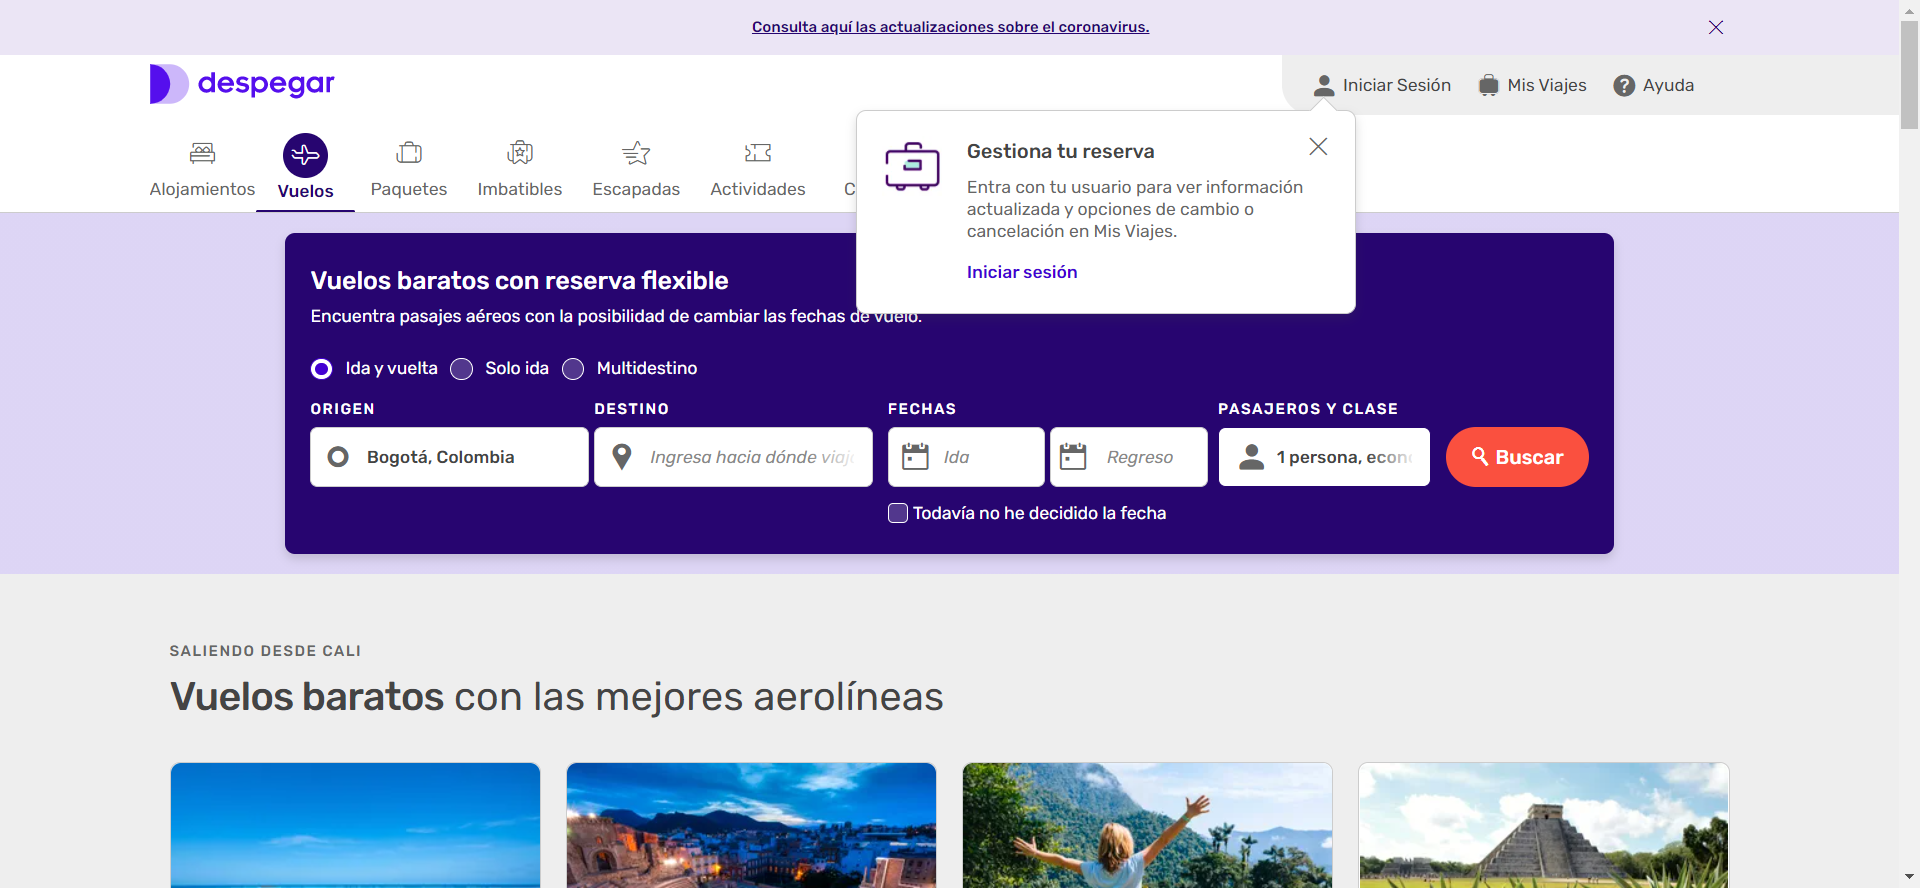 Consulta aquí las actualizaciones sobre el coronavirus.
despegar
Iniciar Sesión
Mis Viajes
? Ayuda
Alojamientos
Vuelos
Paquetes
Imbatibles
Escapadas
Actividades
C
Gestiona tu reserva
Entra con tu usuario para ver información
actualizada y opciones de cambio o
cancelación en Mis Viajes.
Iniciar sesión
Vuelos baratos con reserva flexible
Encuentra pasajes aéreos con la posibilidad de cambiar las fechas de vuelo.
Ida y vuelta
Solo ida
Multidestino
ORIGEN
DESTINO
FECHAS
PASAJEROS Y CLASE
Bogotá, Colombia
Ingresa hacia dónde viaj
Ida
Regreso
1 persona, econ
Buscar
Todavía no he decidido la fecha
SALIENDO DESDE CALI
Vuelos baratos con las mejores aerolíneas